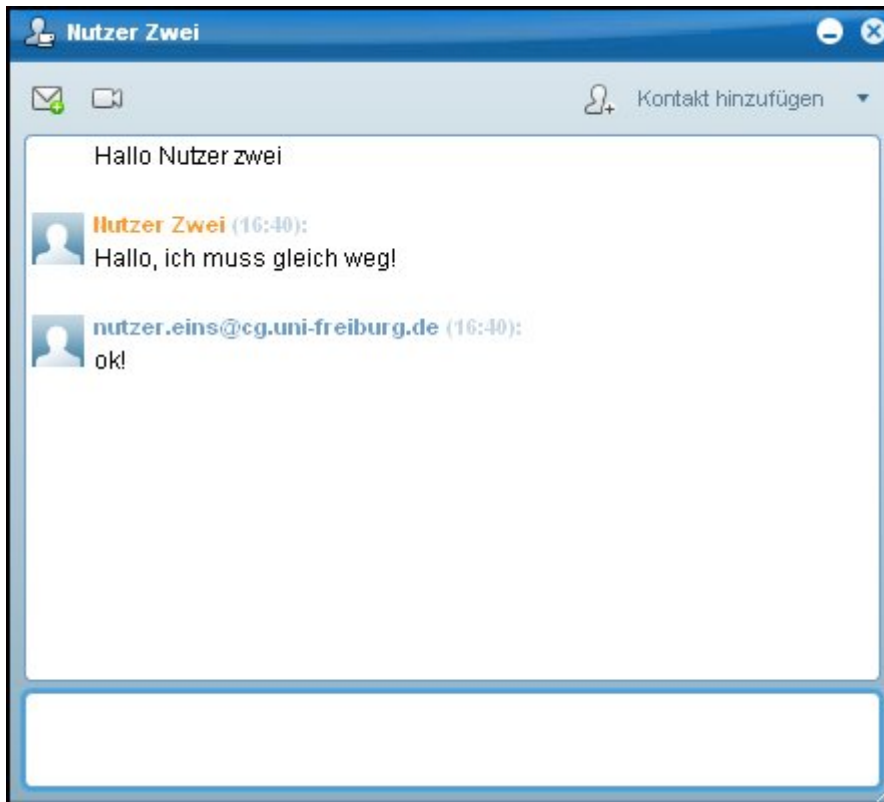 Nutzer Zwei
Kontakt hinzufügen
Hallo Nutzer zwei
Nutzer Zwei (16:40):
Hallo, ich muss gleich weg!
nutzer.eins@cg.uni-freiburg.de (16:40):
ok!